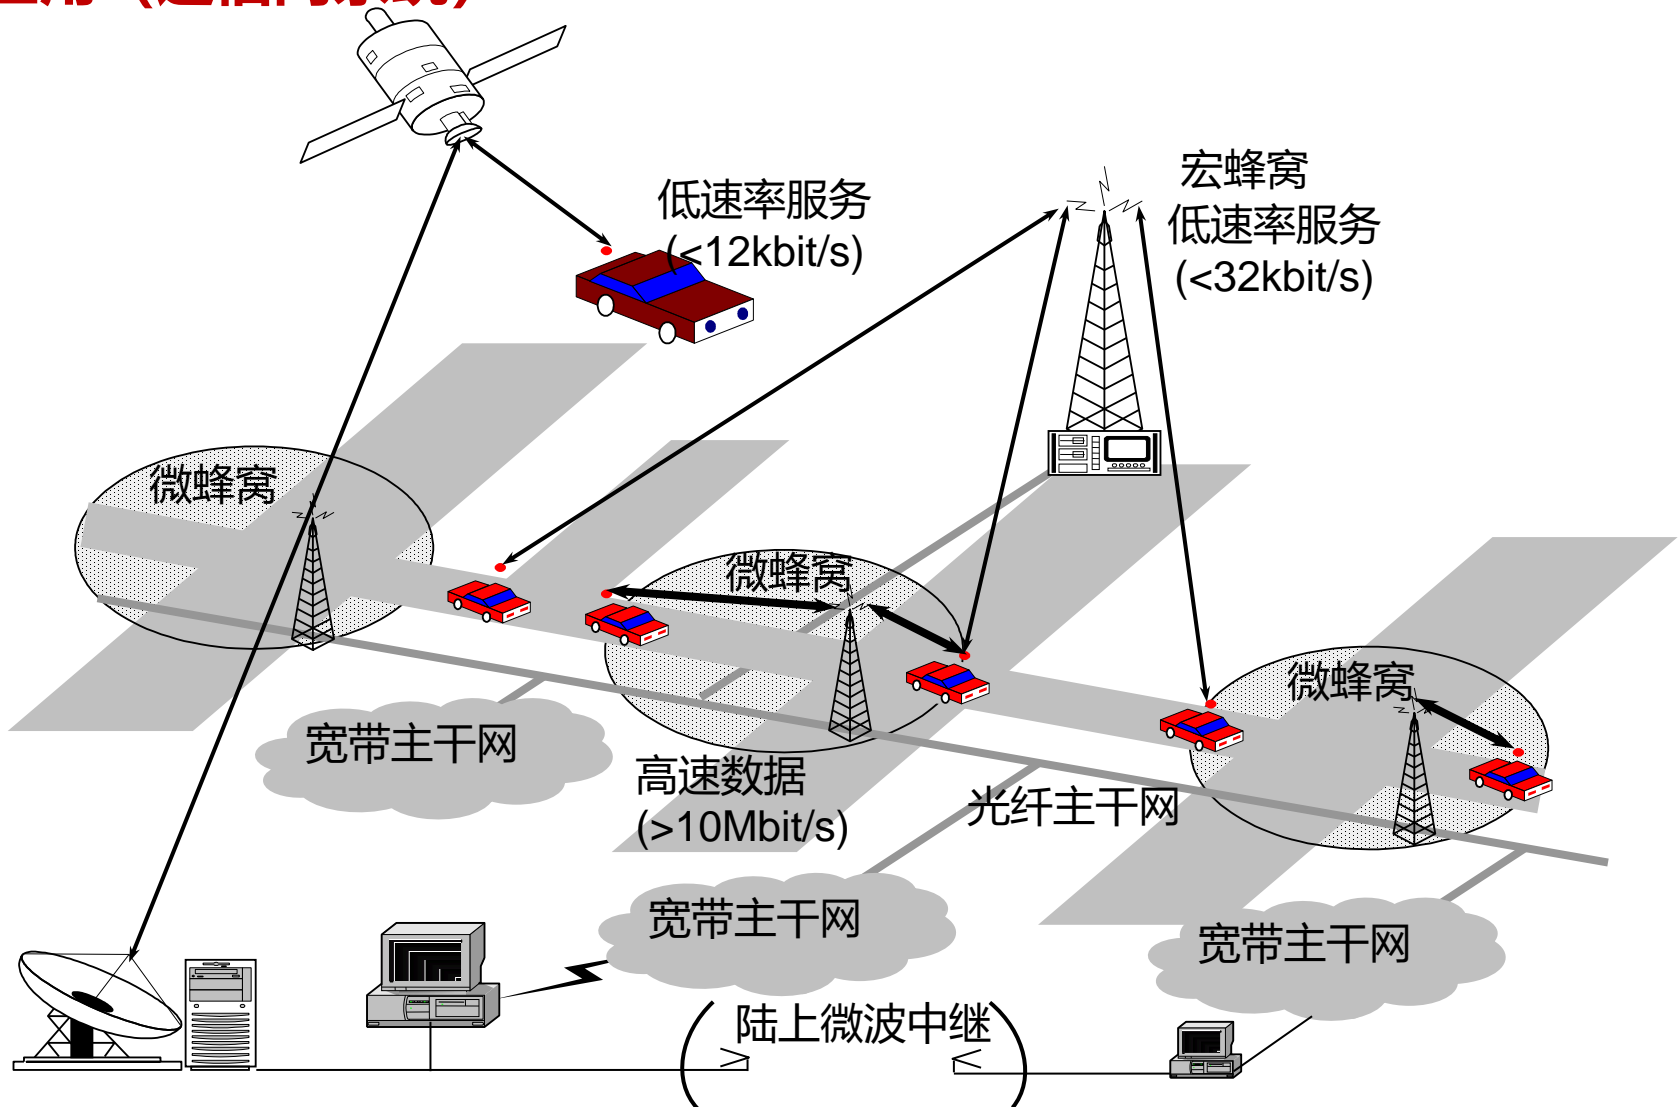 低速率服务
(<12kbit/s)
宏蜂窝
低速率服务
(<32kbit/s)
微蜂窝
微蜂窝
微蜂窝
宽带主干网
高速数据
(>10Mbit/s)
光纤主干网
宽带主干网
宽带主干网
陆上微波中继